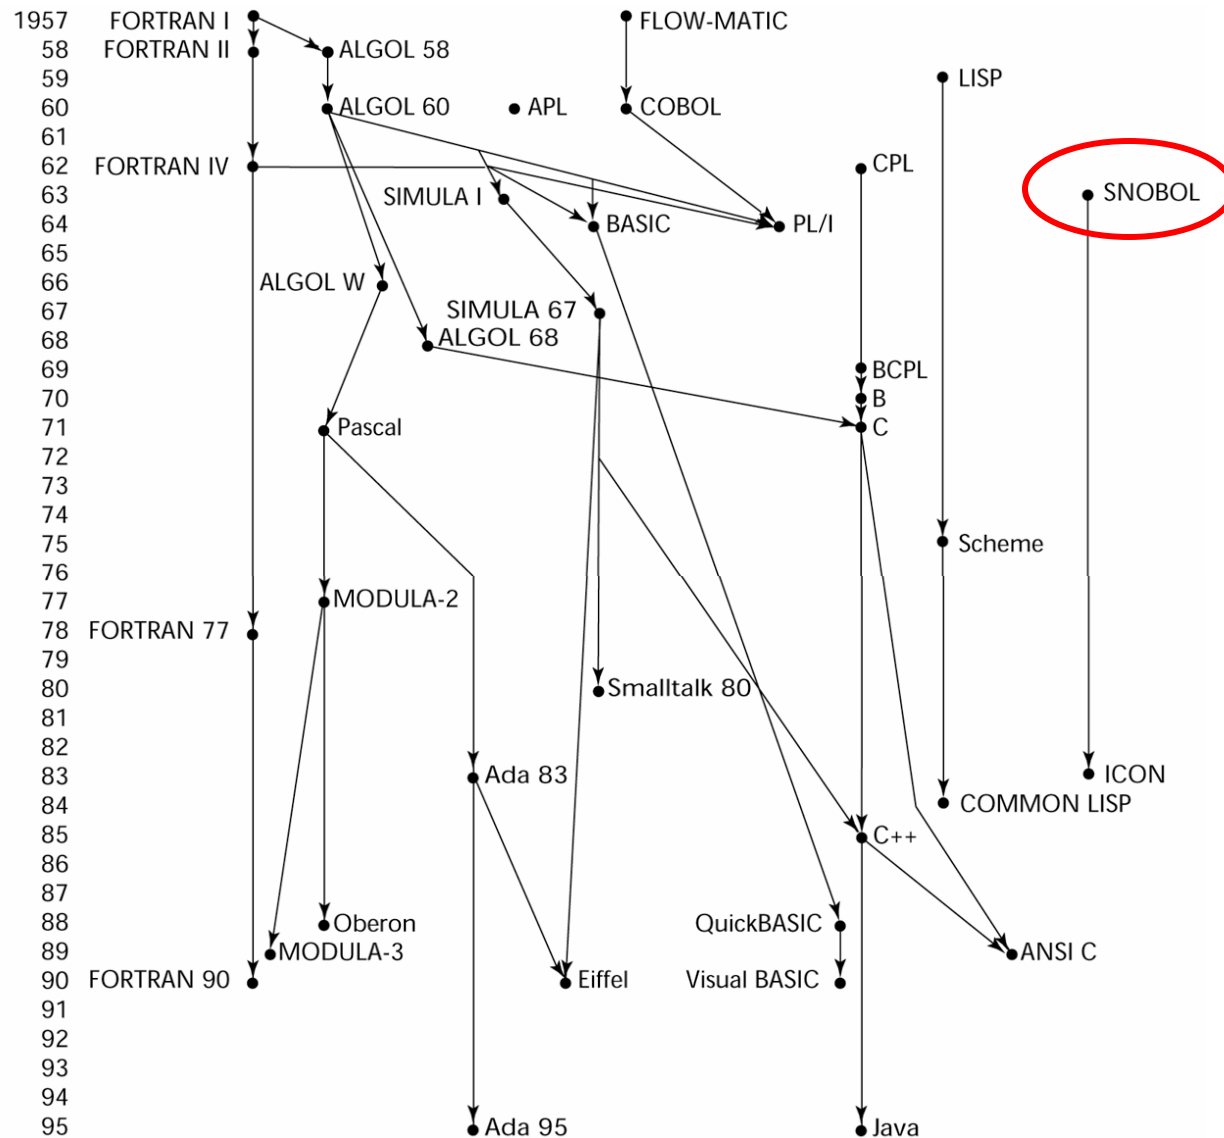 1957 FORTRAN I FLOW-MATIC
58 FORTRAN II ALGOL 58
59 LISP
60 ALGOL 60 APL COBOL
61
62 FORTRAN IV CPL
63 SIMULA I SNOBOL
64 BASIC PL/I
65
66 ALGOL W
67 SIMULA 67
68 ALGOL 68
69 BCPL
70 B
71 Pascal C
72
73
74
75 Scheme
76
77 MODULA-2
78 FORTRAN 77
79
80 Smalltalk 80
81
82
83 Ada 83 ICON
84 COMMON LISP
85 C++
86
87
88 Oberon QuickBASIC
89 MODULA-3 ANSI C
90 FORTRAN 90 Eiffel Visual BASIC
91
92
93
94
95 Ada 95 Java